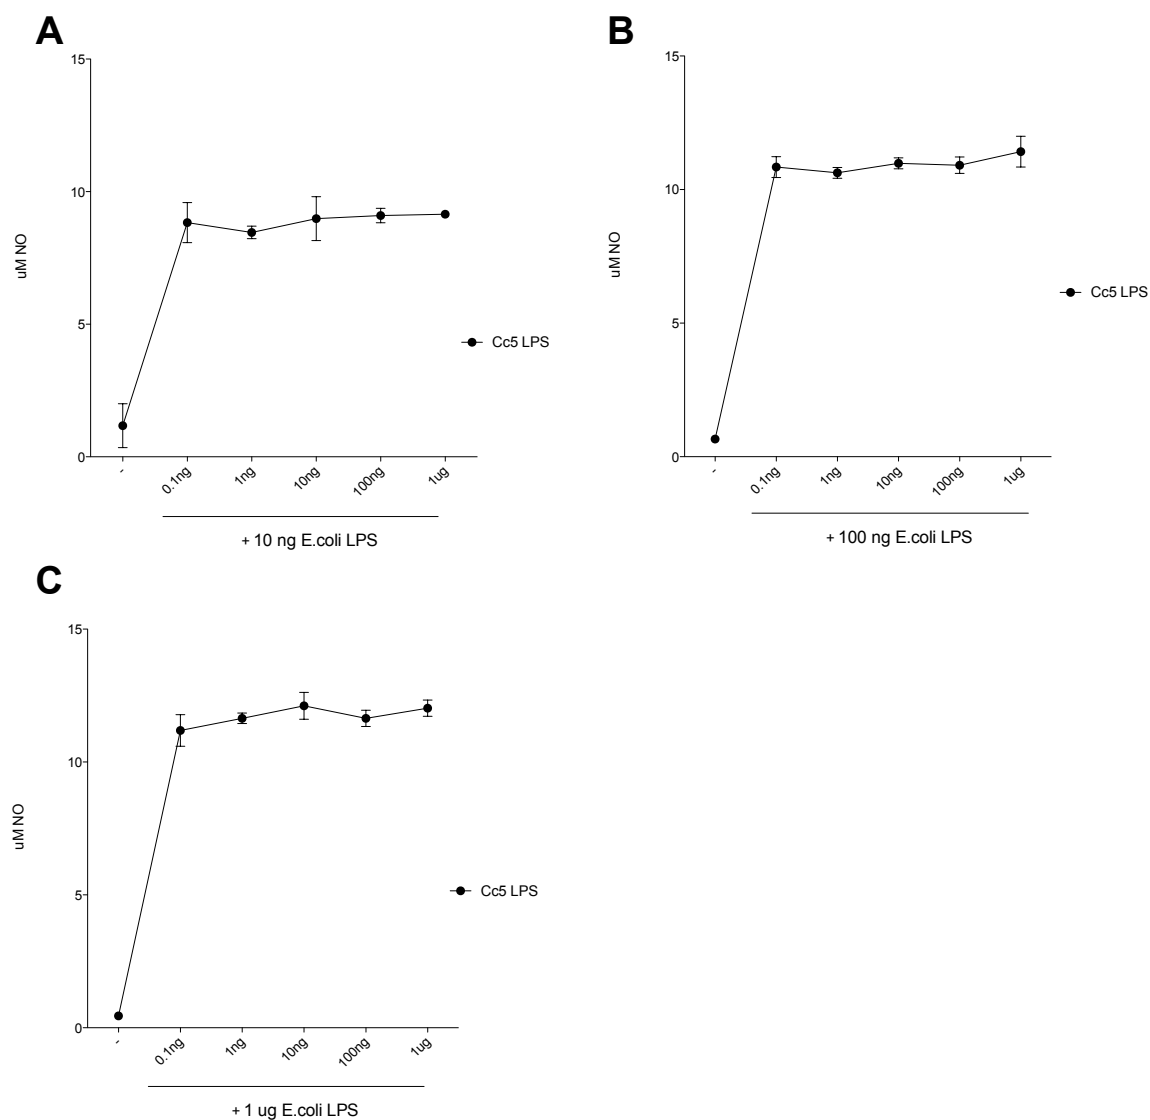 A
15
10
5
0
uM NO
-
0.1ng
1ng
10ng
100ng
1ug
+ 10 ng E.coli LPS
Cc5 LPS
B
15
10
5
0
uM NO
-
0.1ng
1ng
10ng
100ng
1ug
+ 100 ng E.coli LPS
Cc5 LPS
C
15
10
5
0
uM NO
-
0.1ng
1ng
10ng
100ng
1ug
+ 1 ug E.coli LPS
Cc5 LPS